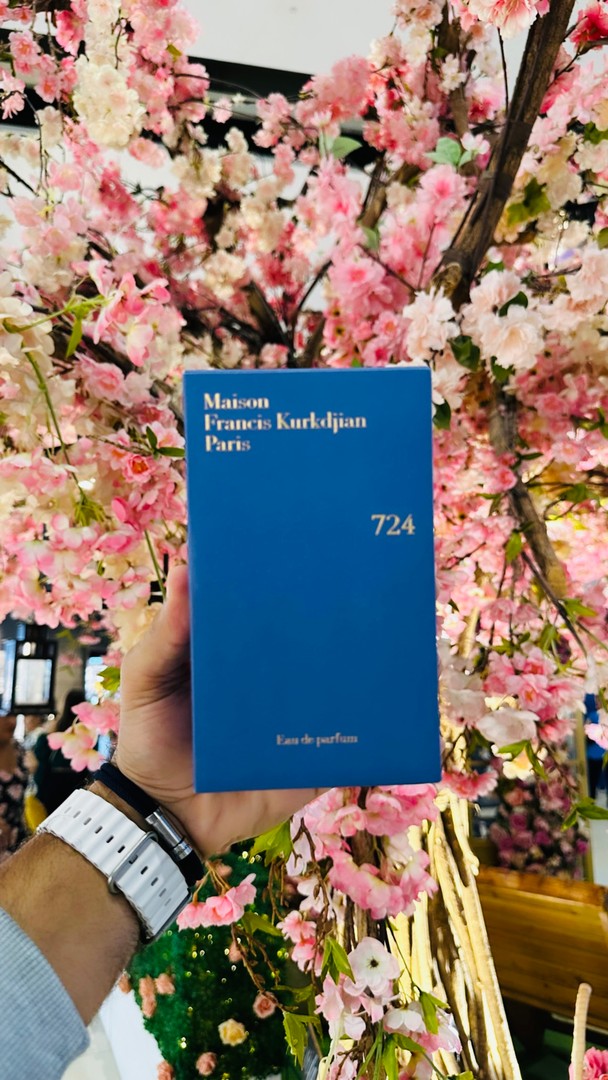 Maison
Francis Kurkdjian
Paris
724
Eau de parfum